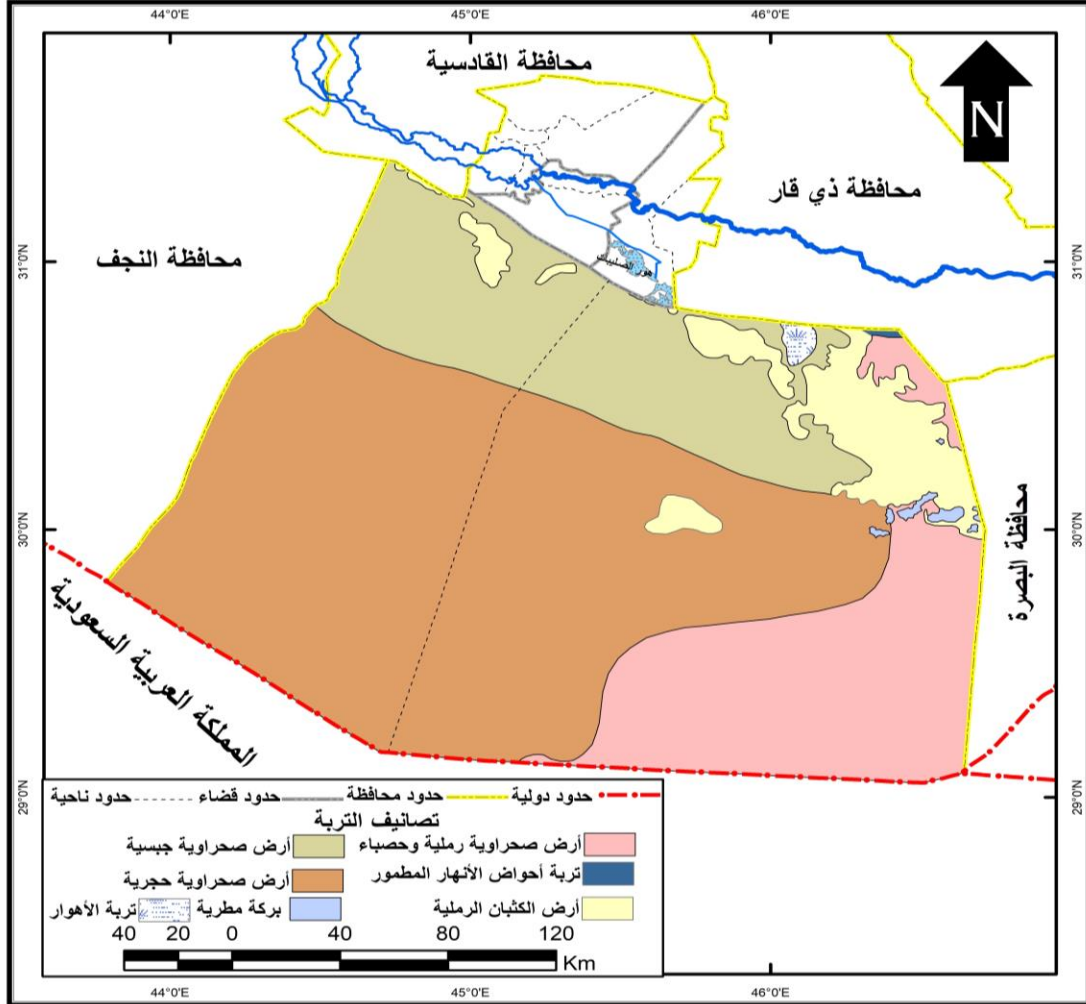 44°0'E 45°0'E 46°0'E
محافظة القادسية
N
محافظة ذي قار
محافظة النجف
هور الصليبات
31°0'N 31°0'N
30°0'N 30°0'N
محافظة البصرة
المملكة العربية السعودية
29°0'N 29°0'N
حدود دولية حدود محافظة حدود قضاء حدود ناحية
تصانيف التربة
أرض صحراوية رملية وحصباء أرض صحراوية جبسية
تربة أحواض الأنهار المطمور أرض صحراوية حجرية
أرض الكثبان الرملية بركة مطرية تربة الأهوار
40 20 0 40 80 120
Km
44°0'E 45°0'E 46°0'E